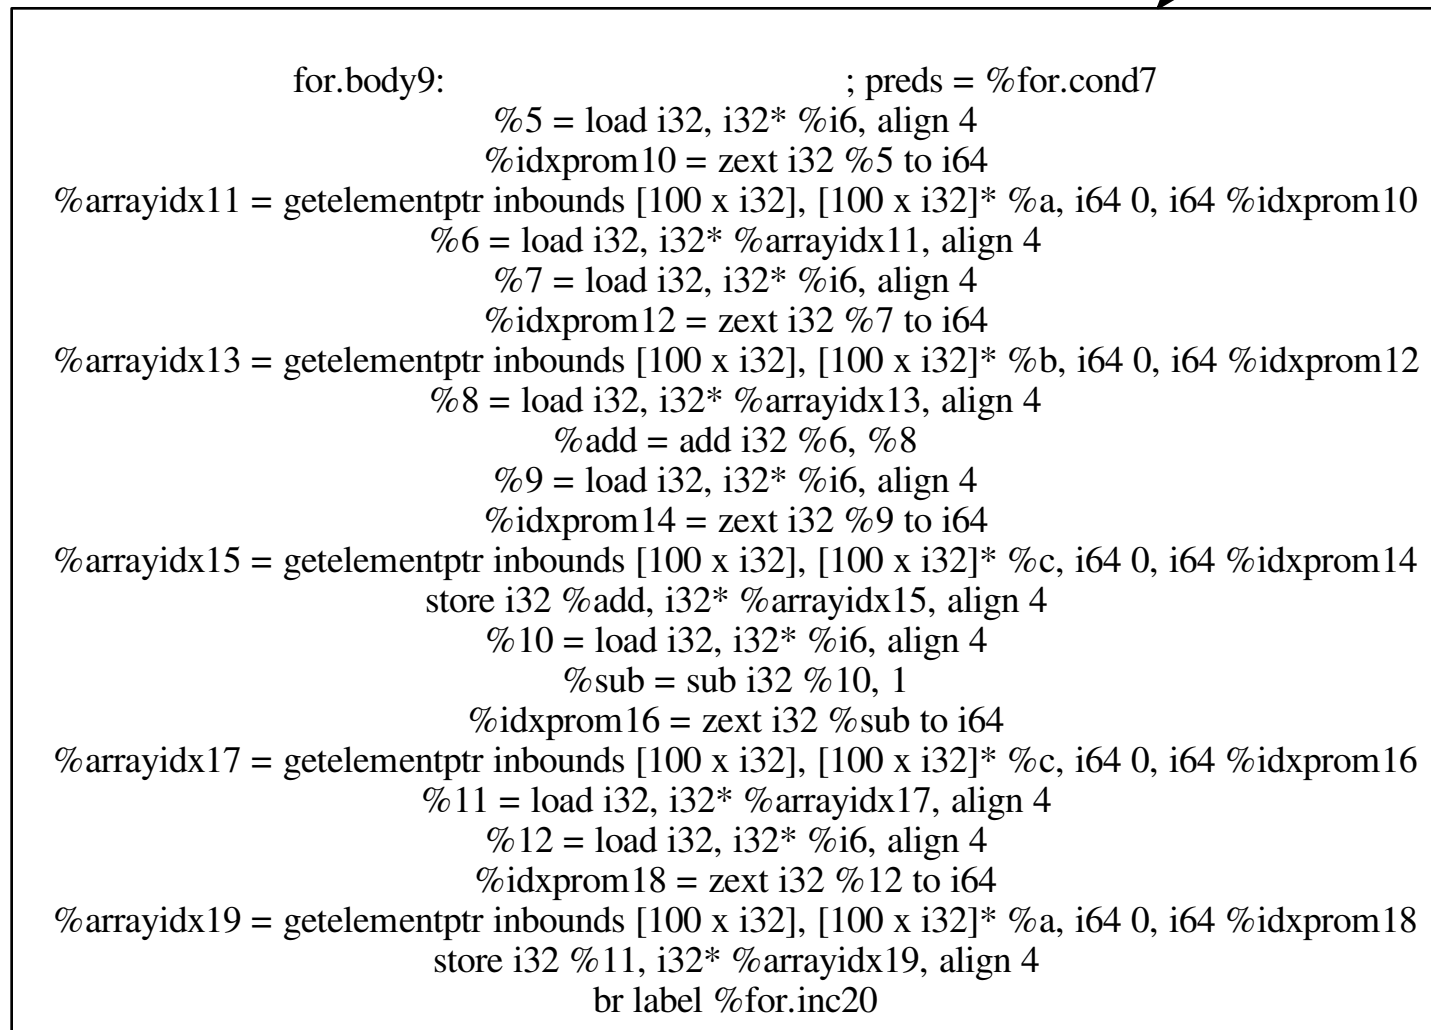 for.body9: ; preds = %for.cond7
%5 = load i32, i32* %i6, align 4
%idxprom10 = zext i32 %5 to i64
%arrayidx11 = getelementptr inbounds [100 x i32], [100 x i32]* %a, i64 0, i64 %idxprom10
%6 = load i32, i32* %arrayidx11, align 4
%7 = load i32, i32* %i6, align 4
%idxprom12 = zext i32 %7 to i64
%arrayidx13 = getelementptr inbounds [100 x i32], [100 x i32]* %b, i64 0, i64 %idxprom12
%8 = load i32, i32* %arrayidx13, align 4
%add = add i32 %6, %8
%9 = load i32, i32* %i6, align 4
%idxprom14 = zext i32 %9 to i64
%arrayidx15 = getelementptr inbounds [100 x i32], [100 x i32]* %c, i64 0, i64 %idxprom14
store i32 %add, i32* %arrayidx15, align 4
%10 = load i32, i32* %i6, align 4
%sub = sub i32 %10, 1
%idxprom16 = zext i32 %sub to i64
%arrayidx17 = getelementptr inbounds [100 x i32], [100 x i32]* %c, i64 0, i64 %idxprom16
%11 = load i32, i32* %arrayidx17, align 4
%12 = load i32, i32* %i6, align 4
%idxprom18 = zext i32 %12 to i64
%arrayidx19 = getelementptr inbounds [100 x i32], [100 x i32]* %a, i64 0, i64 %idxprom18
store i32 %11, i32* %arrayidx19, align 4
br label %for.inc20